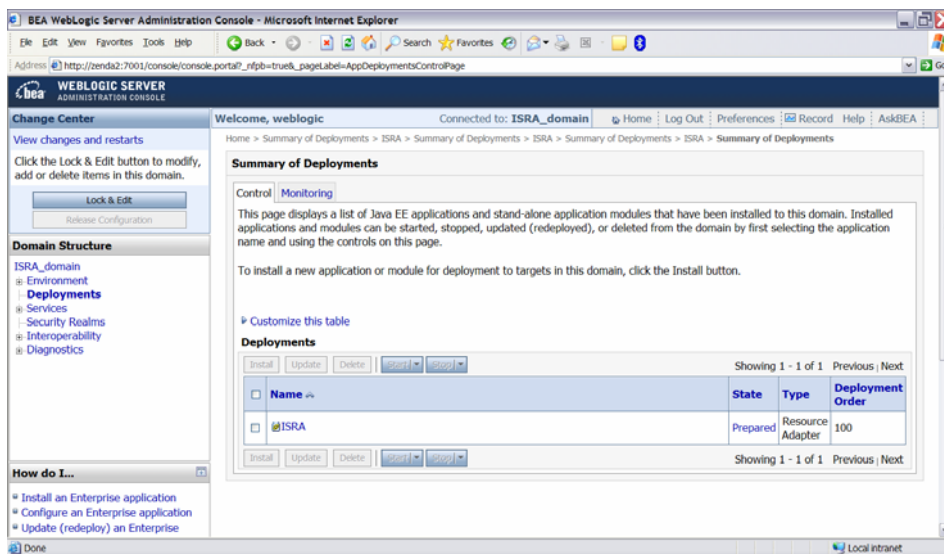 BEA WebLogic Server Administration Console - Microsoft Internet Explorer
File Edit View Favorites Tools Help
Back Search Favorites
Address http://zenda2:7001/console/console.portal?_nfpb=true&_pageLabel=AppDeploymentsControlPage Go
bea WEBLOGIC SERVER
ADMINISTRATION CONSOLE
Change Center
View changes and restarts
Click the Lock & Edit button to modify,
add or delete items in this domain.
Lock & Edit
Release Configuration
Domain Structure
ISRA_domain
Environment
Deployments
Services
Security Realms
Interoperability
Diagnostics
How do I...
Install an Enterprise application
Configure an Enterprise application
Update (redeploy) an Enterprise
Welcome, weblogic Connected to: ISRA_domain Home Log Out Preferences Record Help AskBEA
Home > Summary of Deployments > ISRA > Summary of Deployments > ISRA > Summary of Deployments > ISRA > Summary of Deployments
Summary of Deployments
Control Monitoring
This page displays a list of Java EE applications and stand-alone application modules that have been installed to this domain. Installed
applications and modules can be started, stopped, updated (redeployed), or deleted from the domain by first selecting the application
name and using the controls on this page.
To install a new application or module for deployment to targets in this domain, click the Install button.
Customize this table
Deployments
Install Update Delete Start Stop Showing 1 - 1 of 1 Previous | Next
Name State Type Deployment
Order
ISRA Prepared Resource
Adapter 100
Install Update Delete Start Stop Showing 1 - 1 of 1 Previous | Next
Done Local intranet